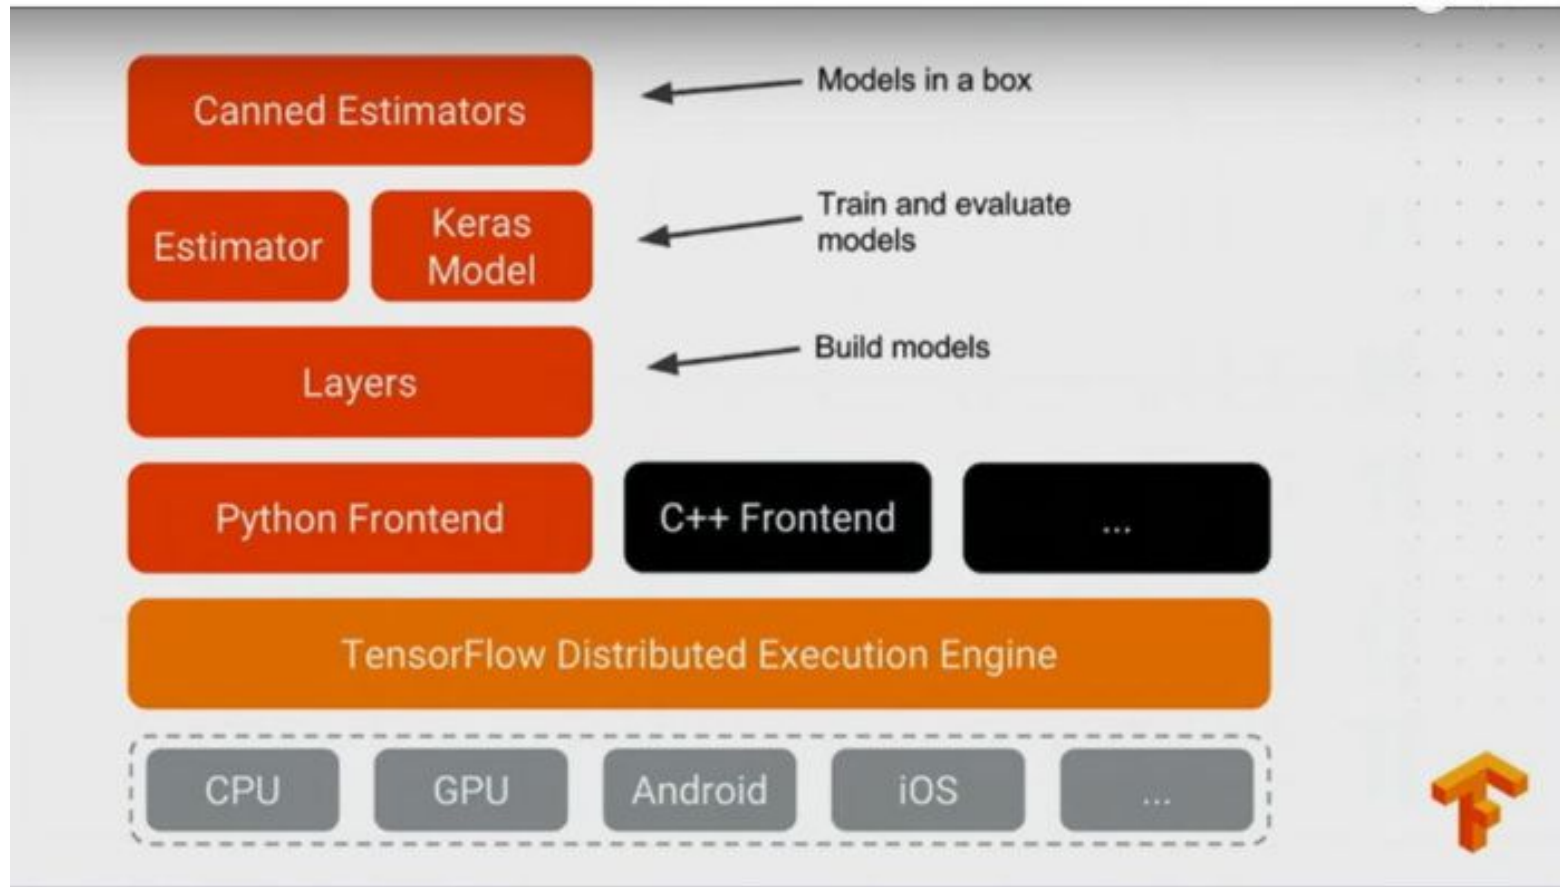 Canned Estimators
Models in a box
Estimator
Keras
Model
Train and evaluate
models
Layers
Build models
Python Frontend
C++ Frontend
...
TensorFlow Distributed Execution Engine
CPU
GPU
Android
iOS
...